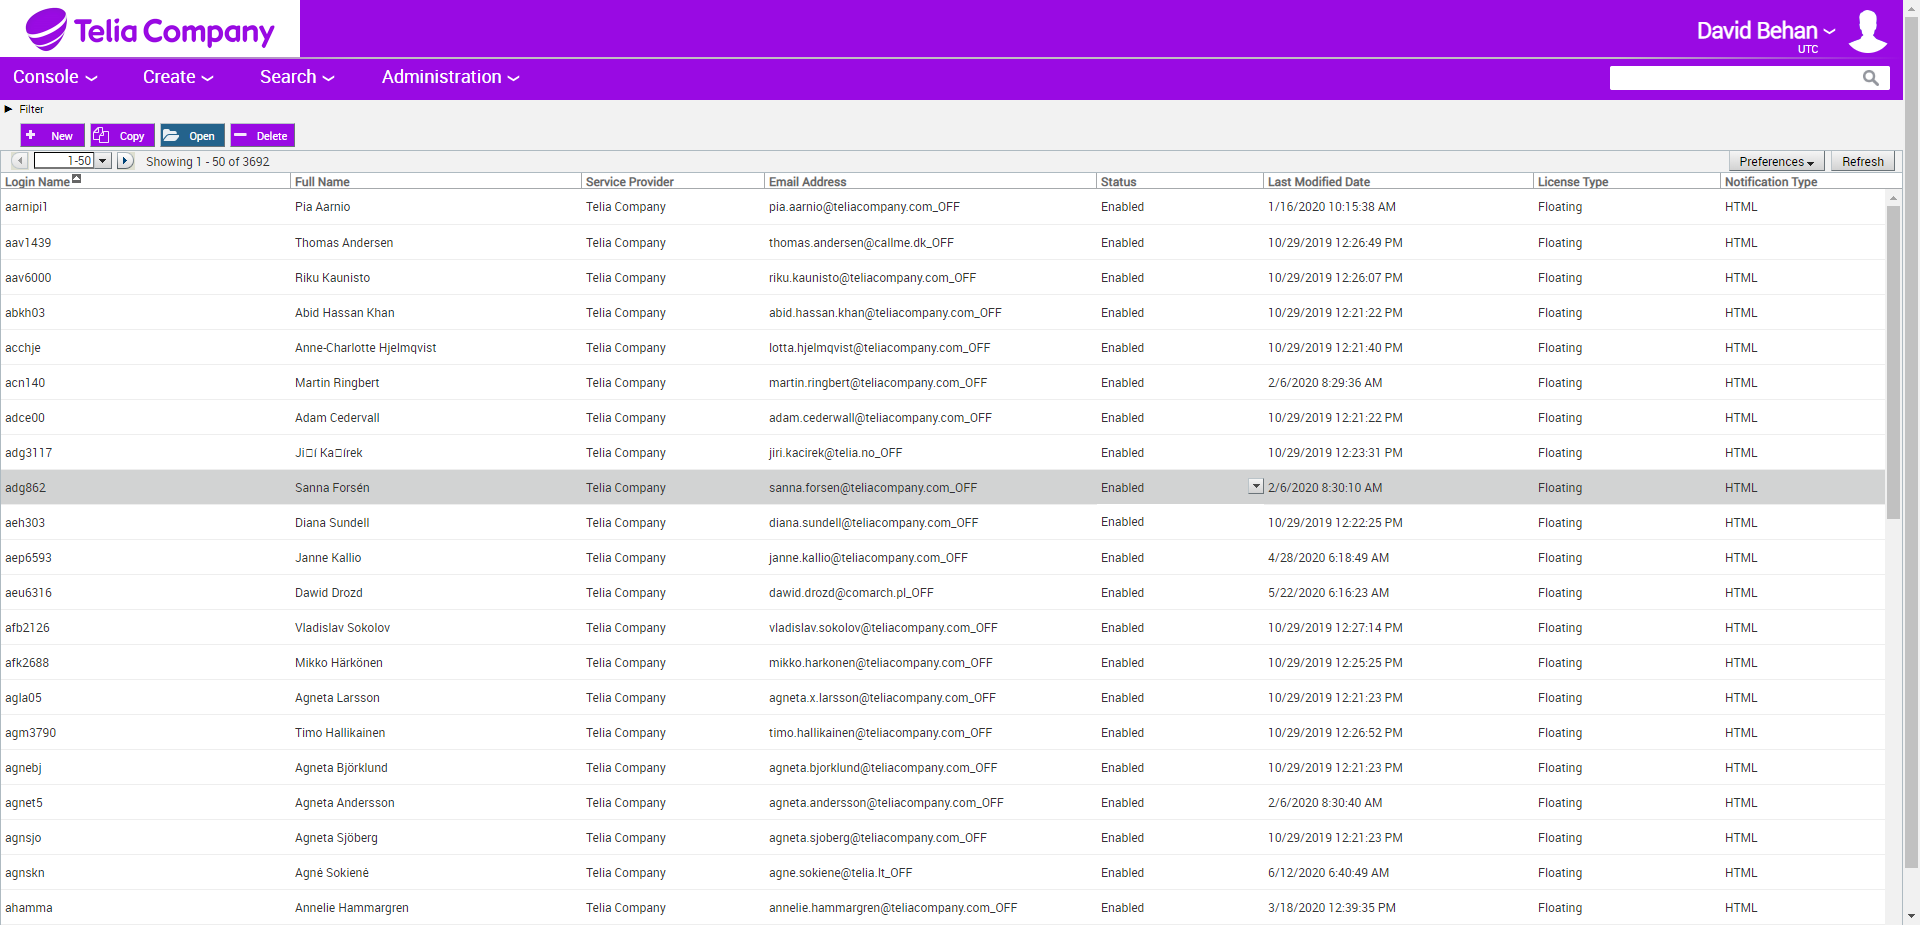 Telia Company
David Behan
UTC
Console Create Search Administration
Filter
New Copy Open Delete
1-50 Showing 1 - 50 of 3692 Preferences Refresh
Login Name Full Name Service Provider Email Address Status Last Modified Date License Type Notification Type
aarnipi1 Pia Aarnio Telia Company pia.aarnio@teliacompany.com_OFF Enabled 1/16/2020 10:15:38 AM Floating HTML
aav1439 Thomas Andersen Telia Company thomas.andersen@callme.dk_OFF Enabled 10/29/2019 12:26:49 PM Floating HTML
aav6000 Riku Kaunisto Telia Company riku.kaunisto@teliacompany.com_OFF Enabled 10/29/2019 12:26:07 PM Floating HTML
abkh03 Abid Hassan Khan Telia Company abid.hassan.khan@teliacompany.com_OFF Enabled 10/29/2019 12:21:22 PM Floating HTML
acchje Anne-Charlotte Hjelmqvist Telia Company lotta.hjelmqvist@teliacompany.com_OFF Enabled 10/29/2019 12:21:40 PM Floating HTML
acn140 Martin Ringbert Telia Company martin.ringbert@teliacompany.com_OFF Enabled 2/6/2020 8:29:36 AM Floating HTML
adce00 Adam Cedervall Telia Company adam.cederwall@teliacompany.com_OFF Enabled 10/29/2019 12:21:22 PM Floating HTML
adg3117 Ji□í Ka□írek Telia Company jiri.kacirek@telia.no_OFF Enabled 10/29/2019 12:23:31 PM Floating HTML
adg862 Sanna Forsén Telia Company sanna.forsen@teliacompany.com_OFF Enabled 2/6/2020 8:30:10 AM Floating HTML
aeh303 Diana Sundell Telia Company diana.sundell@teliacompany.com_OFF Enabled 10/29/2019 12:22:25 PM Floating HTML
aep6593 Janne Kallio Telia Company janne.kallio@teliacompany.com_OFF Enabled 4/28/2020 6:18:49 AM Floating HTML
aeu6316 Dawid Drozd Telia Company dawid.drozd@comarch.pl_OFF Enabled 5/22/2020 6:16:23 AM Floating HTML
afb2126 Vladislav Sokolov Telia Company vladislav.sokolov@teliacompany.com_OFF Enabled 10/29/2019 12:27:14 PM Floating HTML
afk2688 Mikko Härkönen Telia Company mikko.harkonen@teliacompany.com_OFF Enabled 10/29/2019 12:25:25 PM Floating HTML
agla05 Agneta Larsson Telia Company agneta.x.larsson@teliacompany.com_OFF Enabled 10/29/2019 12:21:23 PM Floating HTML
agm3790 Timo Hallikainen Telia Company timo.hallikainen@teliacompany.com_OFF Enabled 10/29/2019 12:26:52 PM Floating HTML
agnebj Agneta Björklund Telia Company agneta.bjorklund@teliacompany.com_OFF Enabled 10/29/2019 12:21:23 PM Floating HTML
agnet5 Agneta Andersson Telia Company agneta.andersson@teliacompany.com_OFF Enabled 2/6/2020 8:30:40 AM Floating HTML
agnsjo Agneta Sjöberg Telia Company agneta.sjoberg@teliacompany.com_OFF Enabled 10/29/2019 12:21:23 PM Floating HTML
agnskn Agnė Sokienė Telia Company agne.sokiene@telia.lt_OFF Enabled 6/12/2020 6:40:49 AM Floating HTML
ahamma Annelie Hammargren Telia Company annelie.hammargren@teliacompany.com_OFF Enabled 3/18/2020 12:39:35 PM Floating HTML